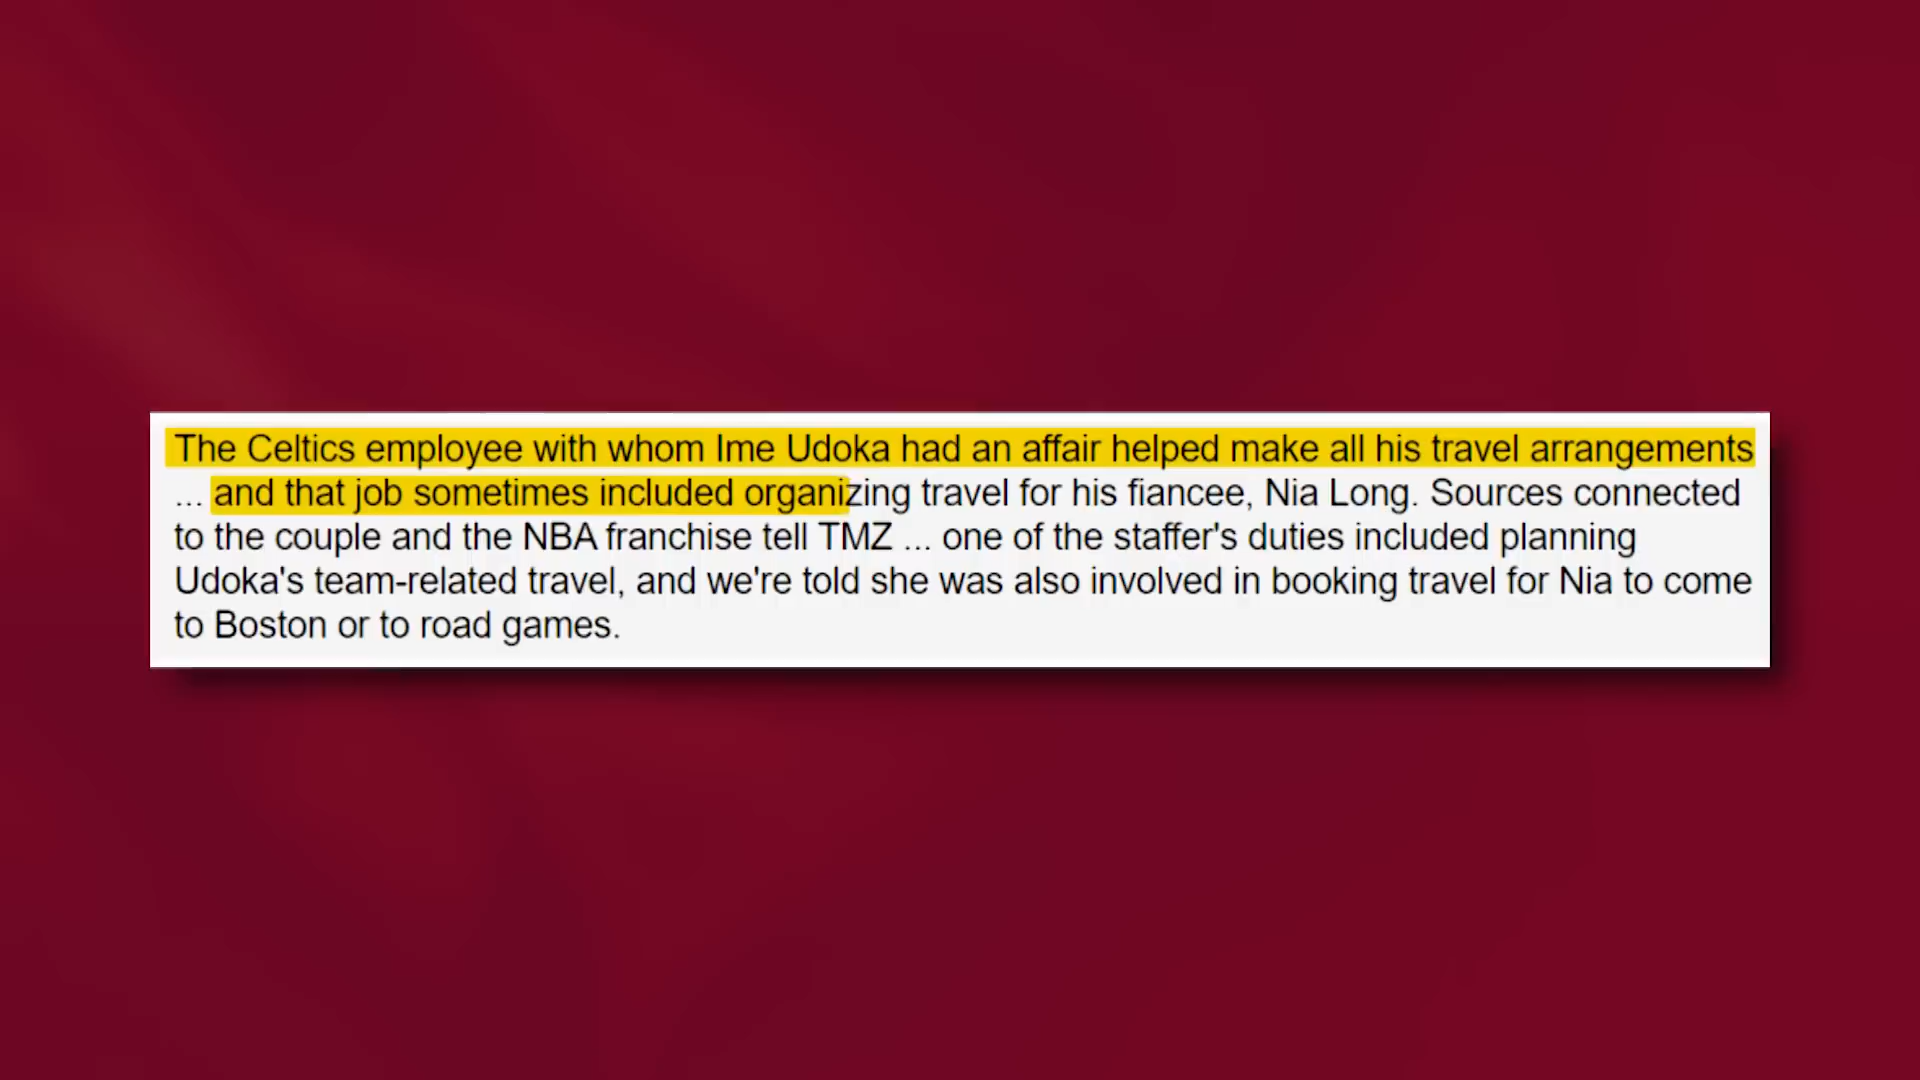 The Celtics employee with whom Ime Udoka had an affair helped make all his travel arrangements
... and that job sometimes included organizing travel for his fiancee, Nia Long. Sources connected
to the couple and the NBA franchise tell TMZ ... one of the staffer's duties included planning
Udoka's team-related travel, and we're told she was also involved in booking travel for Nia to come
to Boston or to road games.